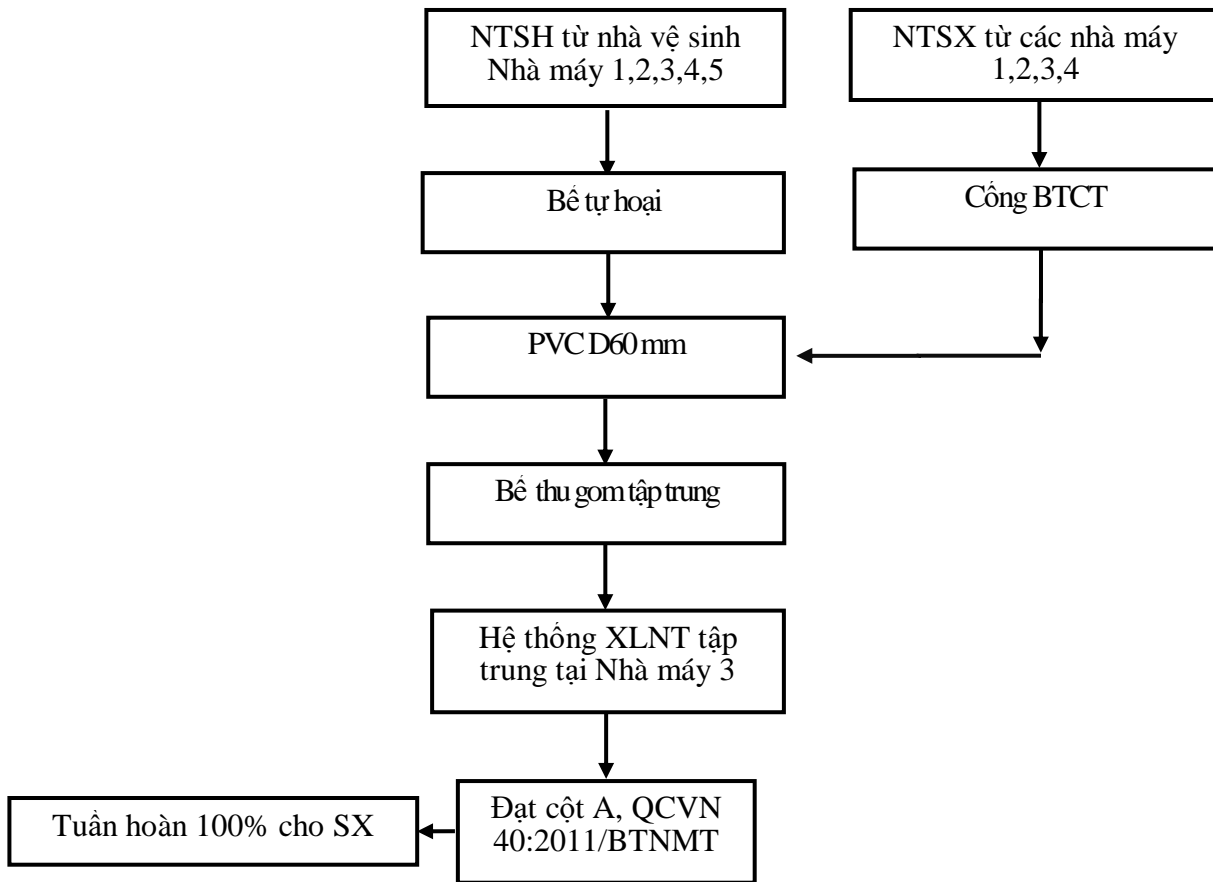 NTSH từ nhà vệ sinh
Nhà máy 1,2,3,4,5
NTSX từ các nhà máy
1,2,3,4
Bể tự hoại
Cống BTCT
PVC D60 mm
Bể thu gom tập trung
Hệ thống XLNT tập
trung tại Nhà máy 3
Đạt cột A, QCVN
40:2011/BTNMT
Tuần hoàn 100% cho SX